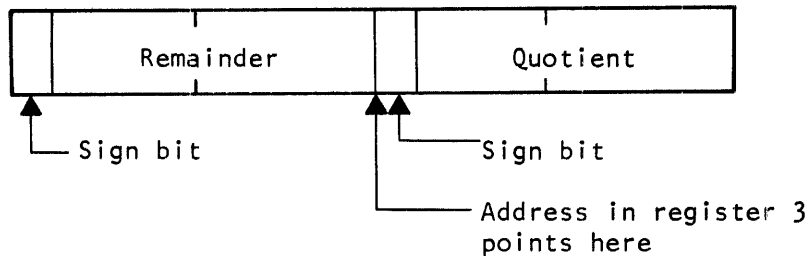 Remainder Quotient
Sign bit Sign bit
Address in register 3
points here